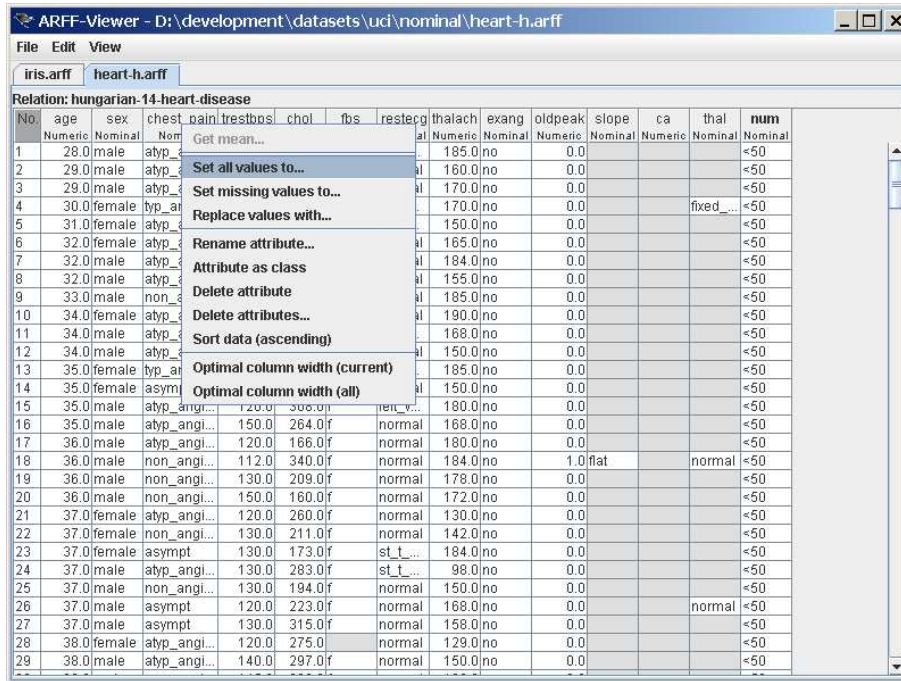 ARFF-Viewer - D:\development\datasets\uci\nominal\heart-h.arff
File Edit View
iris.arff heart-h.arff
Relation: hungarian-14-heart-disease
No. age sex chest_pain trestbps chol fbs restecg thalach exang oldpeak slope ca thal num
Numeric Nominal Nom Numeric Nominal Numeric Nominal Numeric Nominal Nominal
Get mean...
1 28.0 male atyp_ 185.0 no 0.0 <50
Set all values to...
2 29.0 male atyp_ 160.0 no 0.0 <50
3 29.0 male atyp_ 170.0 no 0.0 <50
Set missing values to...
4 30.0 female typ_ar 170.0 no 0.0 fixed_... <50
Replace values with...
5 31.0 female atyp_ 150.0 no 0.0 <50
6 32.0 female atyp_ 165.0 no 0.0 <50
Rename attribute...
7 32.0 male atyp_ 184.0 no 0.0 <50
Attribute as class
8 32.0 male atyp_ 155.0 no 0.0 <50
9 33.0 male non_ 185.0 no 0.0 <50
Delete attribute
10 34.0 female atyp_ 190.0 no 0.0 <50
Delete attributes...
11 34.0 male atyp_ 168.0 no 0.0 <50
Sort data (ascending)
12 34.0 male atyp_ 150.0 no 0.0 <50
13 35.0 female typ_ar 185.0 no 0.0 <50
Optimal column width (current)
14 35.0 female asymp 150.0 no 0.0 <50
Optimal column width (all)
15 35.0 male atyp_angi... 120.0 308.0 f left_v... 180.0 no 0.0 <50
16 35.0 male atyp_angi... 150.0 264.0 f normal 168.0 no 0.0 <50
17 36.0 male atyp_angi... 120.0 166.0 f normal 180.0 no 0.0 <50
18 36.0 male non_angi... 112.0 340.0 f normal 184.0 no 1.0 flat normal <50
19 36.0 male non_angi... 130.0 209.0 f normal 178.0 no 0.0 <50
20 36.0 male non_angi... 150.0 160.0 f normal 172.0 no 0.0 <50
21 37.0 female atyp_angi... 120.0 260.0 f normal 130.0 no 0.0 <50
22 37.0 female non_angi... 130.0 211.0 f normal 142.0 no 0.0 <50
23 37.0 female asympt 130.0 173.0 f st_t_... 184.0 no 0.0 <50
24 37.0 male atyp_angi... 130.0 283.0 f st_t_... 98.0 no 0.0 <50
25 37.0 male non_angi... 130.0 194.0 f normal 150.0 no 0.0 <50
26 37.0 male asympt 120.0 223.0 f normal 168.0 no 0.0 normal <50
27 37.0 male asympt 130.0 315.0 f normal 158.0 no 0.0 <50
28 38.0 female atyp_angi... 120.0 275.0 normal 129.0 no 0.0 <50
29 38.0 male atyp_angi... 140.0 297.0 f normal 150.0 no 0.0 <50